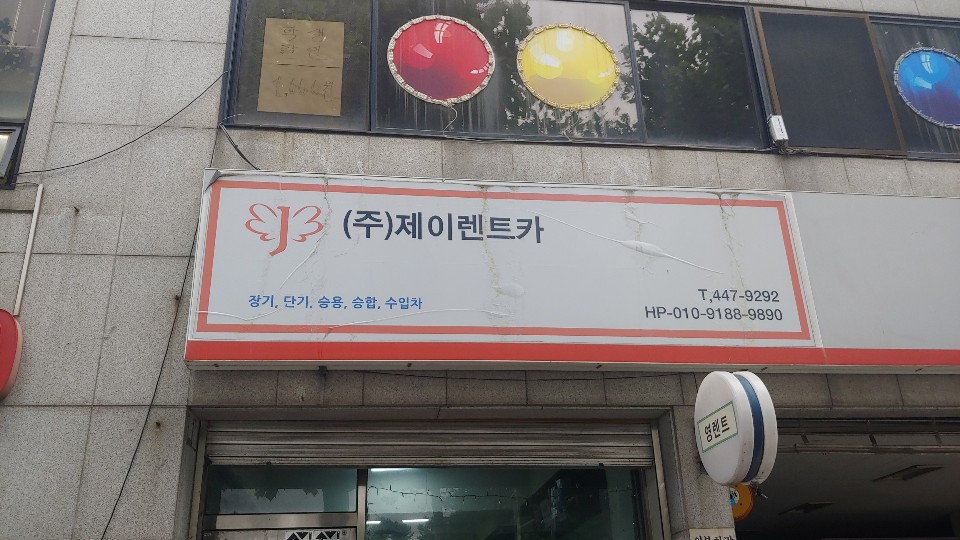 (주)제이렌트카
장기, 단기, 승용, 승합, 수입차
T,447-9292
HP-010-9188-9890
영렌트